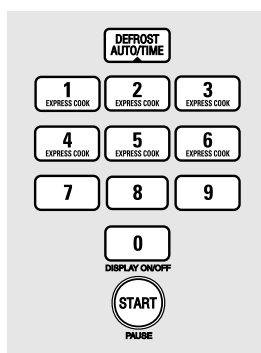 DEFROST
AUTO/TIME
1 2 3
EXPRESS COOK EXPRESS COOK EXPRESS COOK
4 5 6
EXPRESS COOK EXPRESS COOK EXPRESS COOK
7 8 9
0
DISPLAY ON/OFF
START
PAUSE